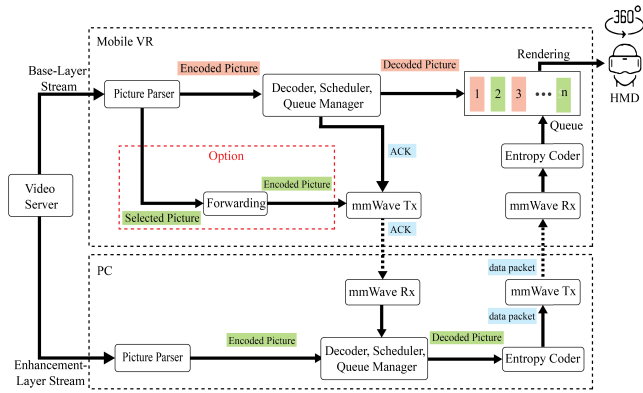 360°
Mobile VR
Rendering
HMD
Base-Layer
Stream
Encoded Picture
Decoded Picture
Picture Parser
Decoder, Scheduler,
Queue Manager
1 2 3 ••• n
Queue
Option
ACK
Entropy Coder
Encoded Picture
Video
Server
Forwarding
mmWave Tx
mmWave Rx
Selected Picture
ACK
PC
data packet
mmWave Rx
mmWave Tx
data packet
Encoded Picture
Decoded Picture
Picture Parser
Decoder, Scheduler,
Queue Manager
Entropy Coder
Enhancement-
Layer Stream